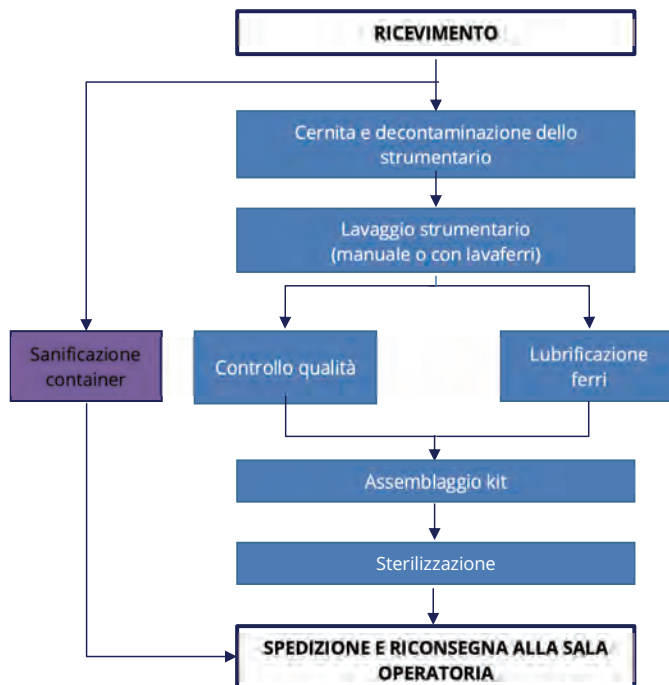 RICEVIMENTO
Cernita e decontaminazione dello
strumentario
Lavaggio strumentario
(manuale o con lavaferri)
Sanificazione
container
Controllo qualità
Lubrificazione
ferri
Assemblaggio kit
Sterilizzazione
SPEDIZIONE E RICONSEGNA ALLA SALA
OPERATORIA